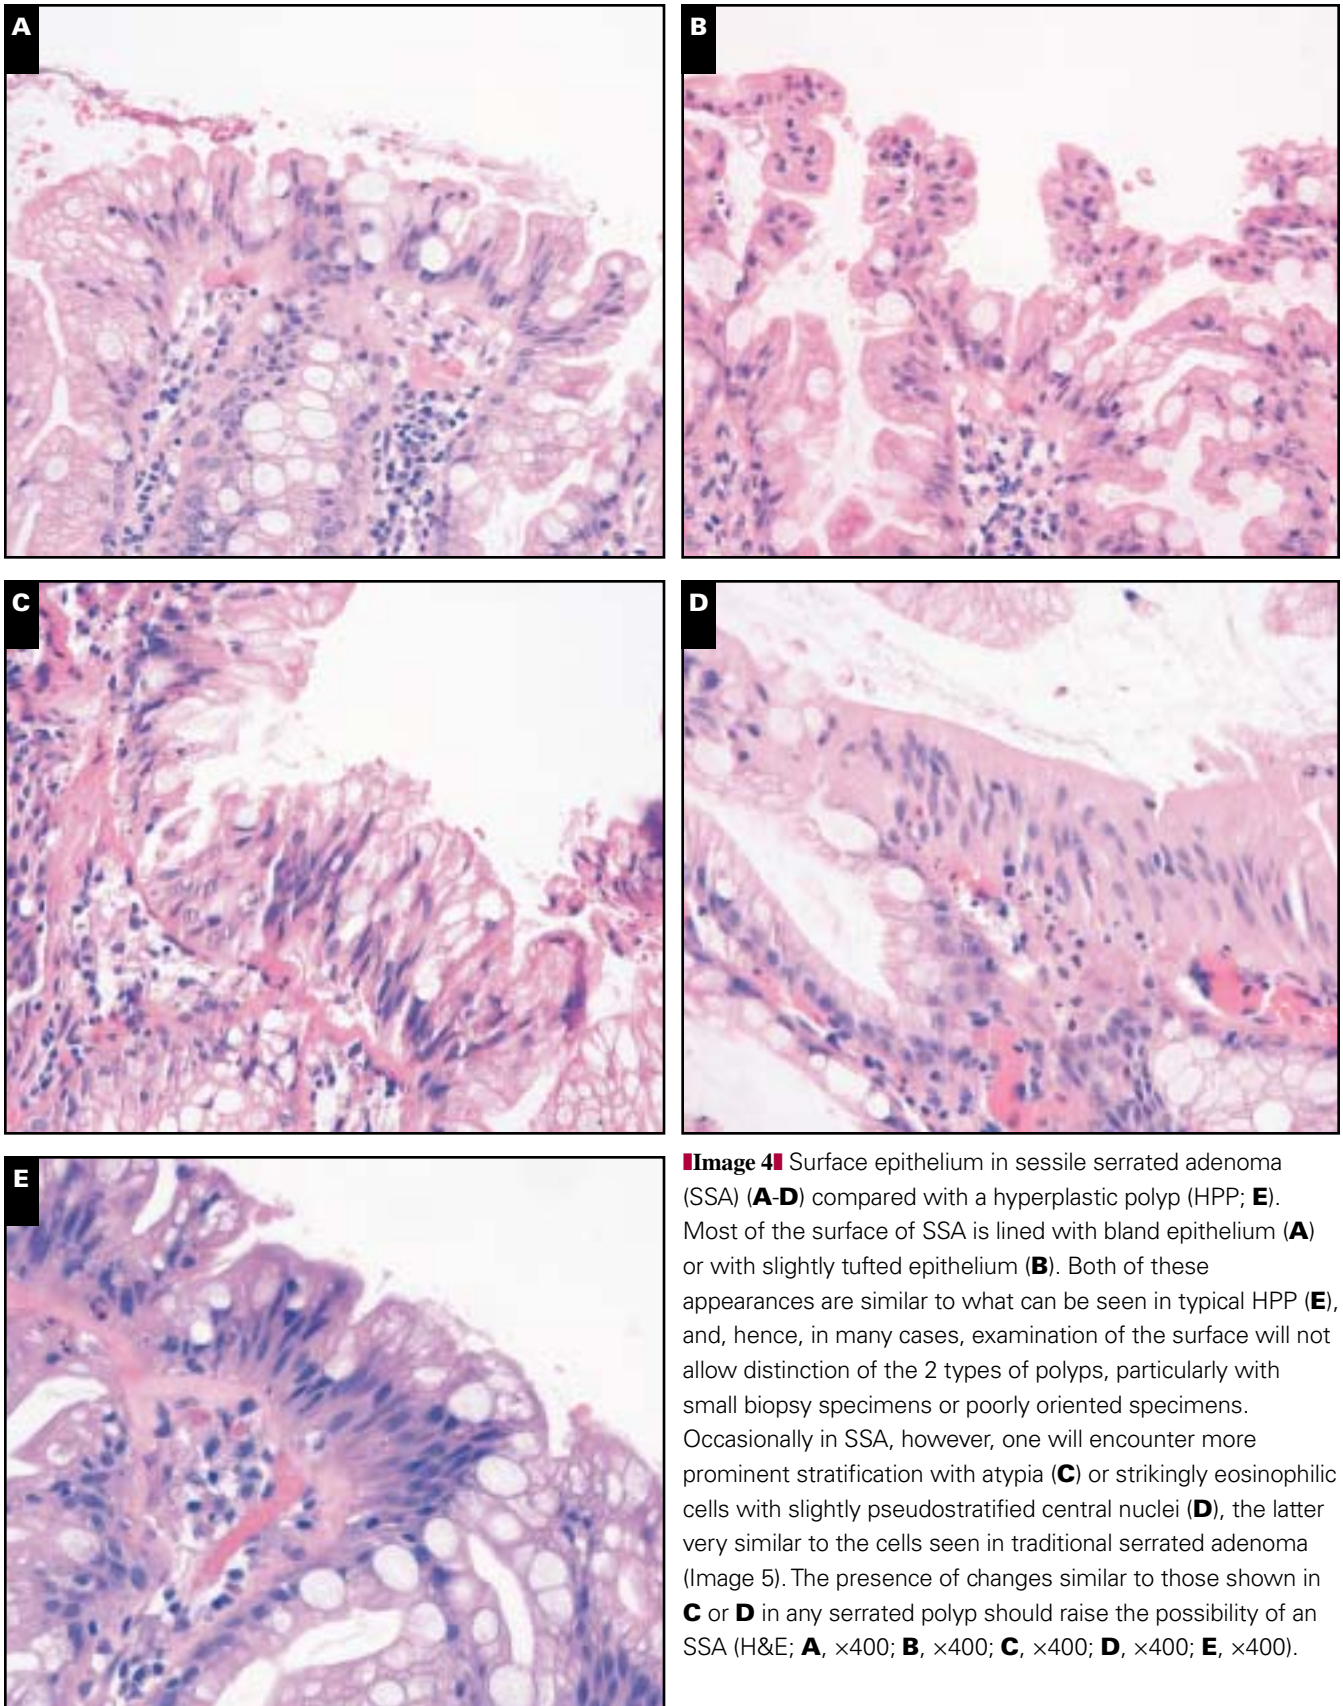 A
B
C
D
E
Image 4 Surface epithelium in sessile serrated adenoma
(SSA) (A-D) compared with a hyperplastic polyp (HPP; E).
Most of the surface of SSA is lined with bland epithelium (A)
or with slightly tufted epithelium (B). Both of these
appearances are similar to what can be seen in typical HPP (E),
and, hence, in many cases, examination of the surface will not
allow distinction of the 2 types of polyps, particularly with
small biopsy specimens or poorly oriented specimens.
Occasionally in SSA, however, one will encounter more
prominent stratification with atypia (C) or strikingly eosinophilic
cells with slightly pseudostratified central nuclei (D), the latter
very similar to the cells seen in traditional serrated adenoma
(Image 5). The presence of changes similar to those shown in
C or D in any serrated polyp should raise the possibility of an
SSA (H&E; A, ×400; B, ×400; C, ×400; D, ×400; E, ×400).